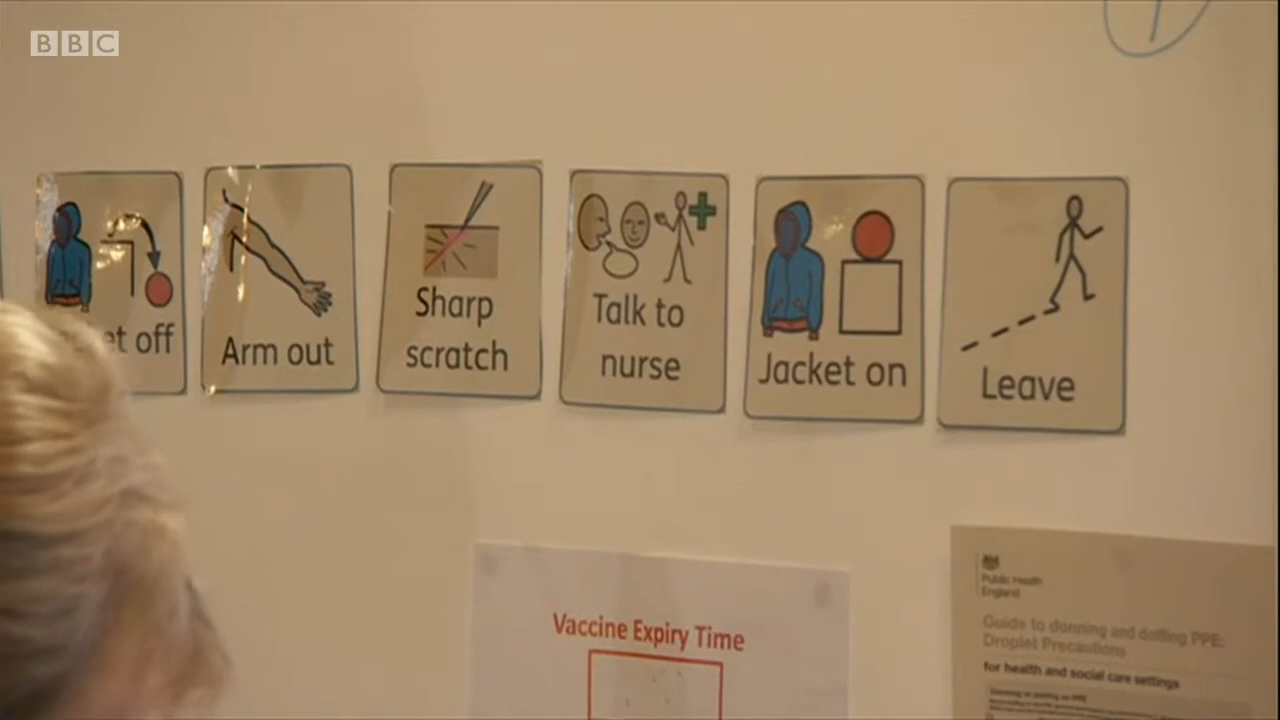 BBC
et off
Arm out
Sharp
scratch
Talk to
nurse
Jacket on
Leave
Vaccine Expiry Time
Public Health
England
Guide to donning and doffing PPE:
Droplet Precautions
for health and social care settings